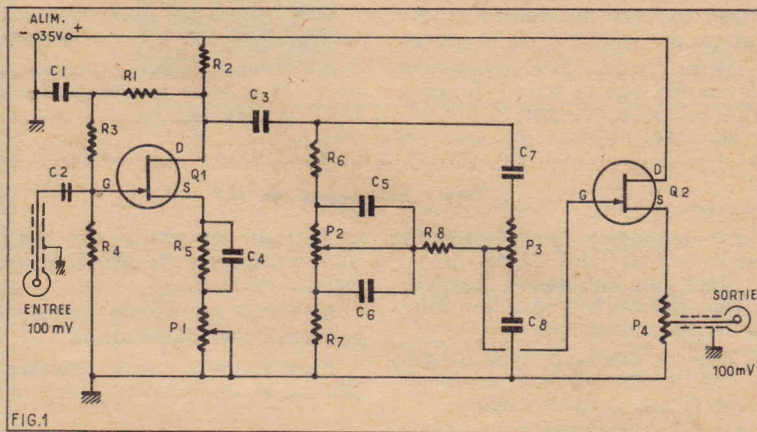 ALIM.
- 35V +
C1
R1
R2
C3
R3
D
Q1
C2
G
S
R4
R5
C4
P1
ENTREE
100 mV
R6
C5
P2
C6
R7
R8
C7
P3
C8
G
D
Q2
S
P4
SORTIE
100mV
FIG.1